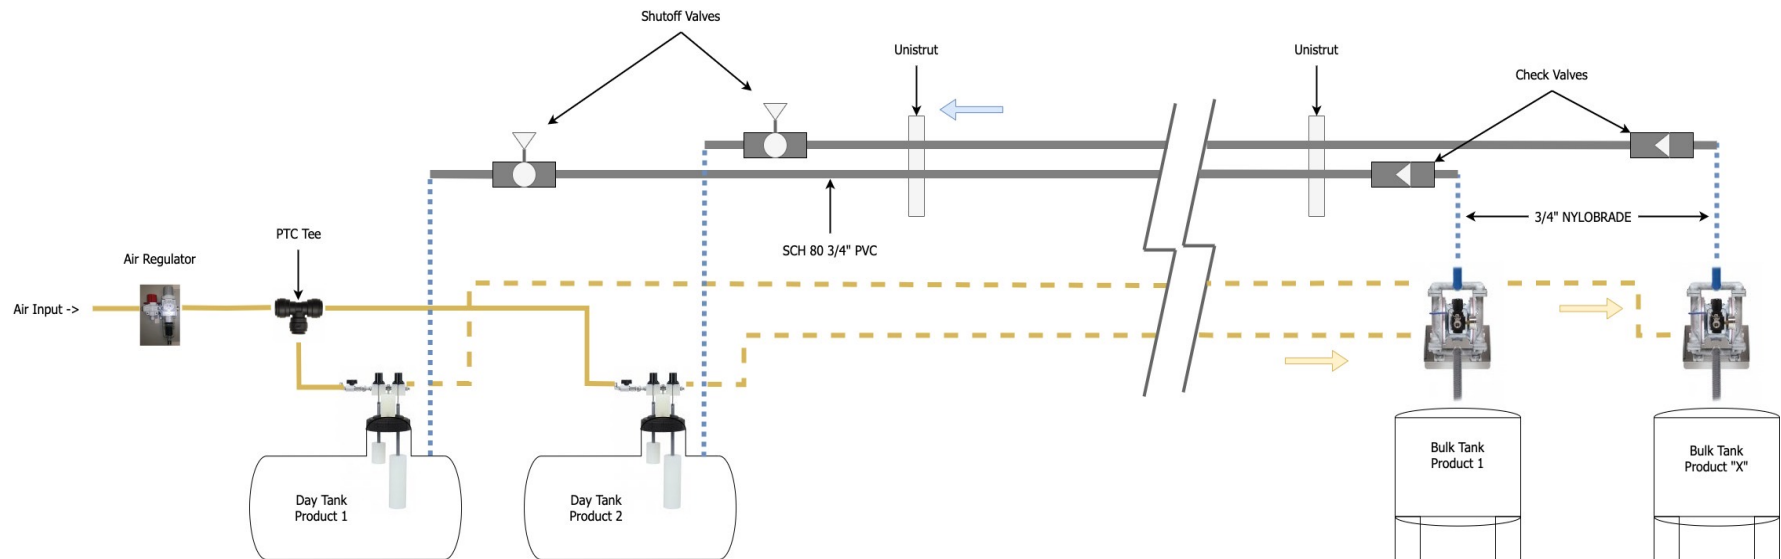 Shutoff Valves
Unistrut
Unistrut
Check Valves
3/4" NYLOBRADE
PTC Tee
SCH 80 3/4" PVC
Air Regulator
Air Input ->
Bulk Tank
Product 1
Bulk Tank
Product "X"
Day Tank
Product 1
Day Tank
Product 2